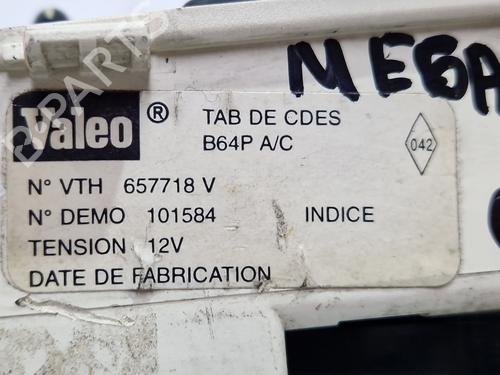 MEGA
Valeo ® TAB DE CDES
B64P A/C
042
N° VTH 657718 V
N° DEMO 101584 INDICE
TENSION 12V
DATE DE FABRICATION